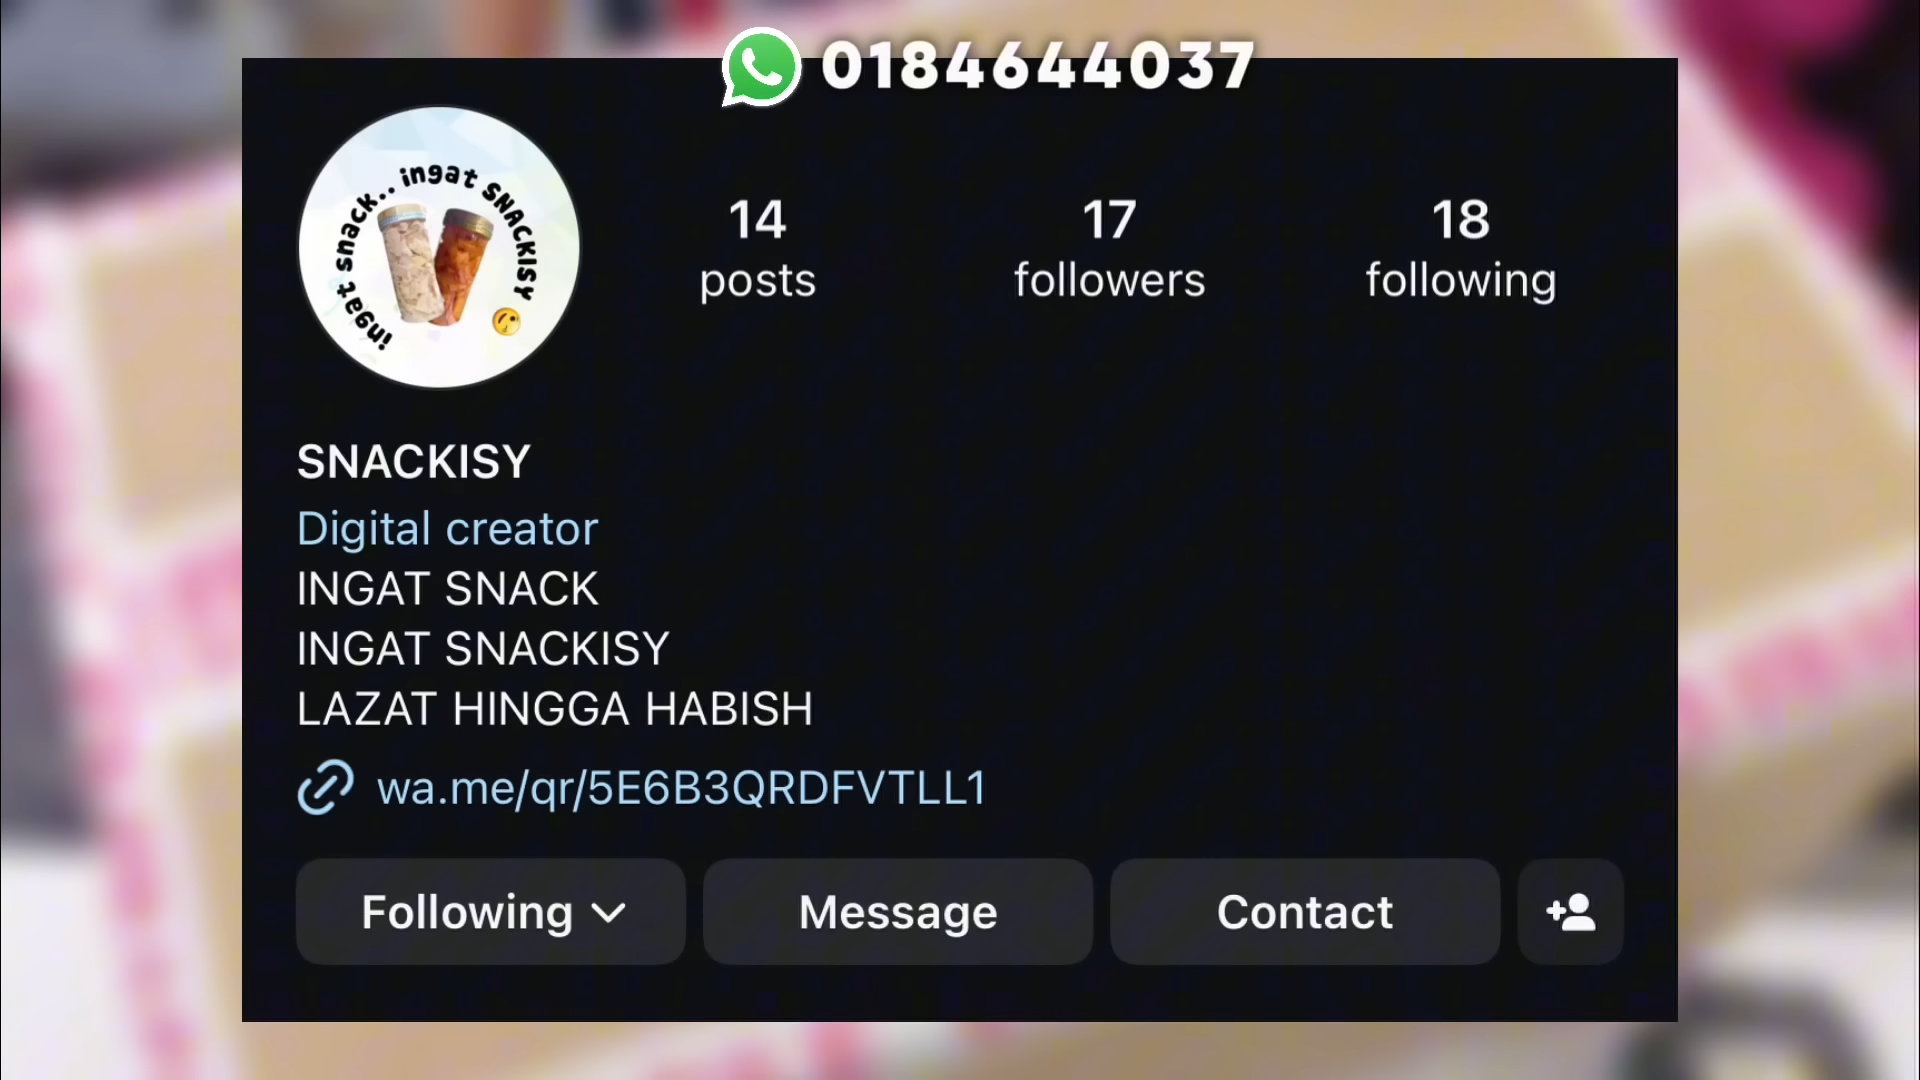 0184644037
ingat snack.. ingat SNACKISY
14
posts
17
followers
18
following
SNACKISY
Digital creator
INGAT SNACK
INGAT SNACKISY
LAZAT HINGGA HABISH
wa.me/qr/5E6B3QRDFVTLL1
Following
Message
Contact